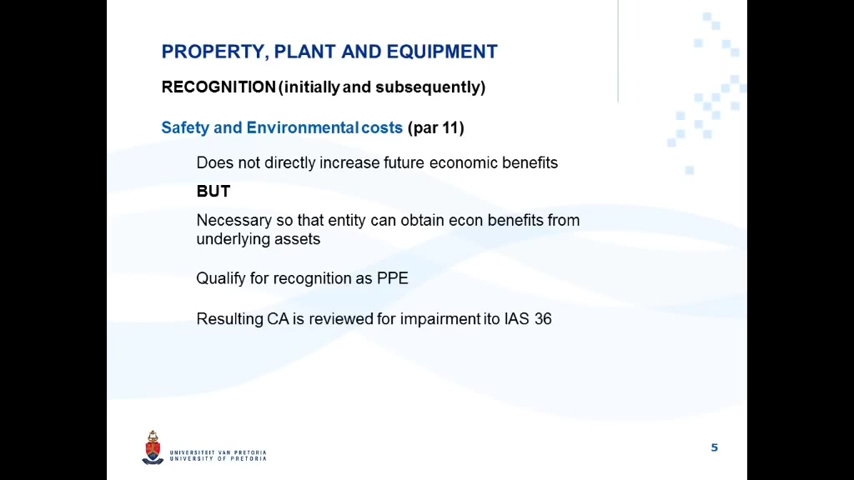 PROPERTY, PLANT AND EQUIPMENT
RECOGNITION (initially and subsequently)
Safety and Environmental costs (par 11)
Does not directly increase future economic benefits
BUT
Necessary so that entity can obtain econ benefits from
underlying assets
Qualify for recognition as PPE
Resulting CA is reviewed for impairment ito IAS 36
UNIVERSITEIT VAN PRETORIA
UNIVERSITY OF PRETORIA
5